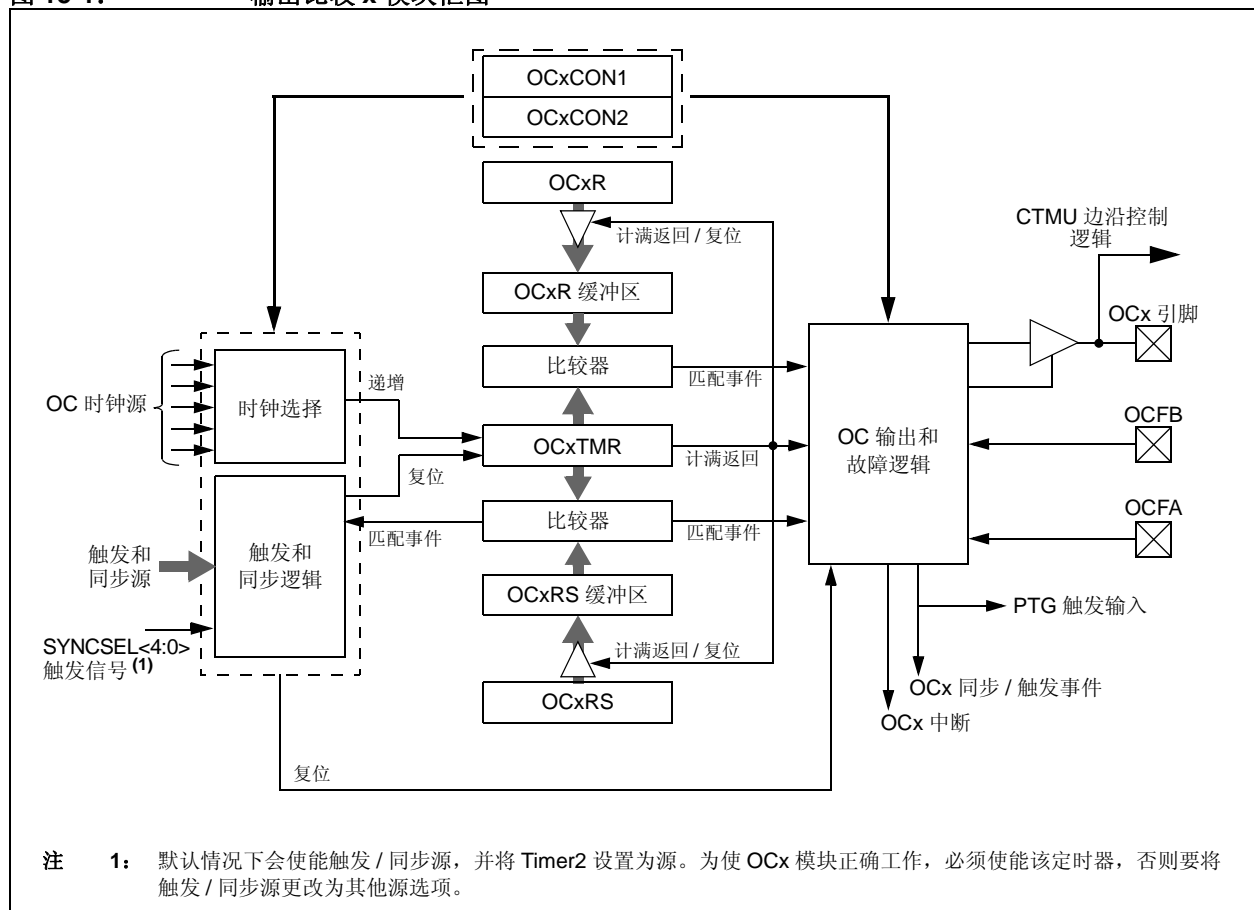 OCxCON1
OCxCON2
OCxR
计满返回 / 复位
CTMU 边沿控制
逻辑
OCxR 缓冲区
OCx 引脚
比较器
匹配事件
OC 时钟源
时钟选择
递增
OCxTMR
计满返回
复位
OC 输出和
故障逻辑
OCFB
比较器
匹配事件
匹配事件
OCFA
触发和
同步源
触发和
同步逻辑
OCxRS 缓冲区
PTG 触发输入
SYNCSEL<4:0>
触发信号 (1)
计满返回 / 复位
OCxRS
OCx 同步 / 触发事件
OCx 中断
复位
注 1： 默认情况下会使能触发 / 同步源，并将 Timer2 设置为源。为使 OCx 模块正确工作，必须使能该定时器，否则要将
触发 / 同步源更改为其他源选项。